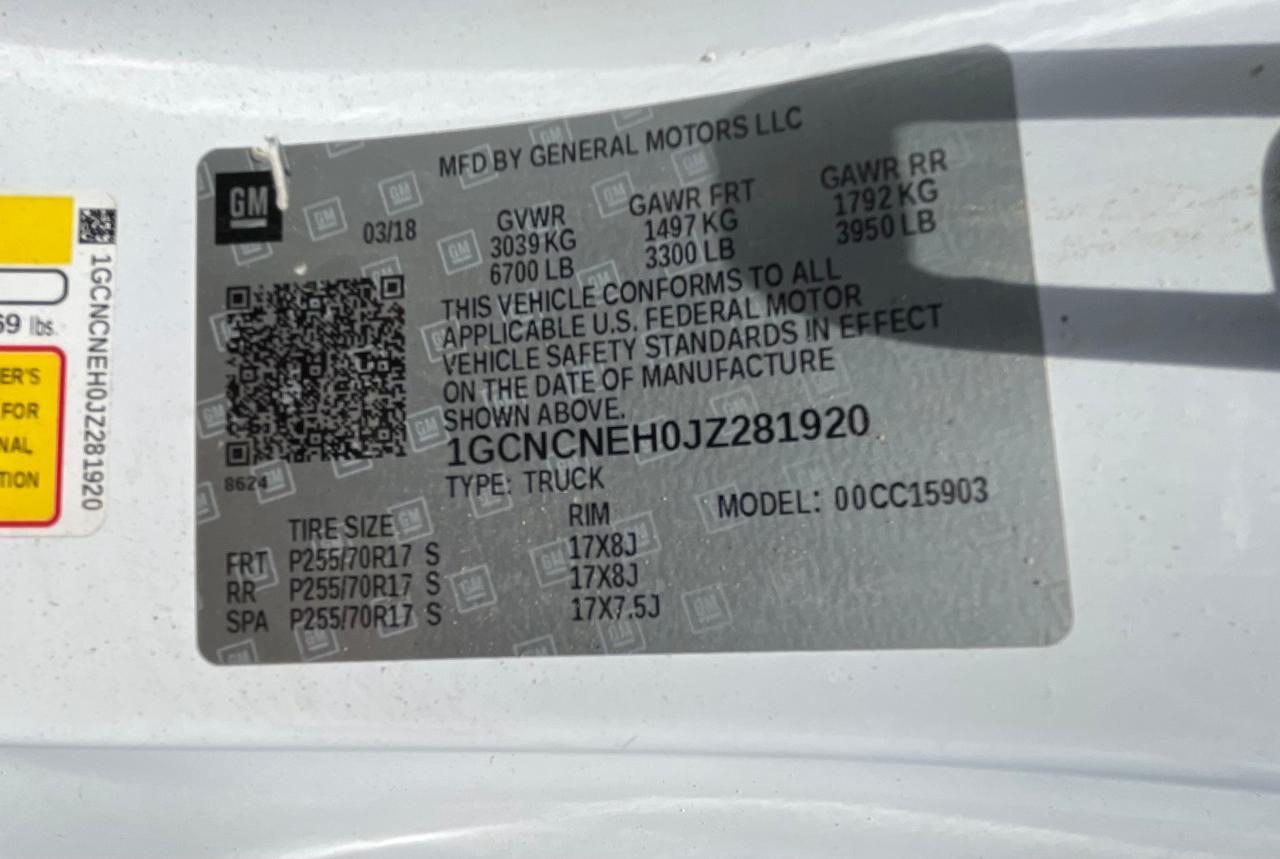 GM
MFD BY GENERAL MOTORS LLC
03/18
GVWR GAWR FRT GAWR RR
3039 KG 1497 KG 1792 KG
6700 LB 3300 LB 3950 LB
THIS VEHICLE CONFORMS TO ALL
APPLICABLE U.S. FEDERAL MOTOR
VEHICLE SAFETY STANDARDS IN EFFECT
ON THE DATE OF MANUFACTURE
SHOWN ABOVE.
1GCNCNEH0JZ281920
8624
TYPE: TRUCK MODEL: 00CC15903
TIRE SIZE RIM
FRT P255/70R17 S 17X8J
RR P255/70R17 S 17X8J
SPA P255/70R17 S 17X7.5J
1GCNCNEH0JZ281920
69 lbs.
ER'S
FOR
NAL
TION